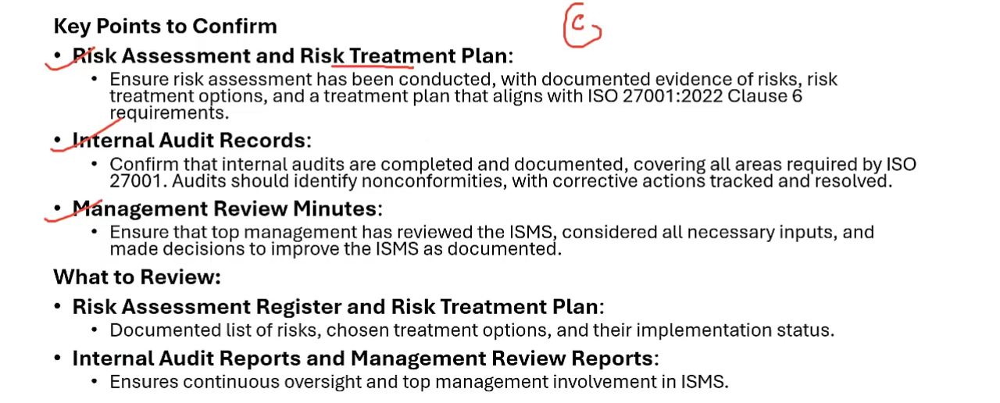 Key Points to Confirm
• Risk Assessment and Risk Treatment Plan:
• Ensure risk assessment has been conducted, with documented evidence of risks, risk
treatment options, and a treatment plan that aligns with ISO 27001:2022 Clause 6
requirements.
• Internal Audit Records:
• Confirm that internal audits are completed and documented, covering all areas required by ISO
27001. Audits should identify nonconformities, with corrective actions tracked and resolved.
• Management Review Minutes:
• Ensure that top management has reviewed the ISMS, considered all necessary inputs, and
made decisions to improve the ISMS as documented.
What to Review:
• Risk Assessment Register and Risk Treatment Plan:
• Documented list of risks, chosen treatment options, and their implementation status.
• Internal Audit Reports and Management Review Reports:
• Ensures continuous oversight and top management involvement in ISMS.